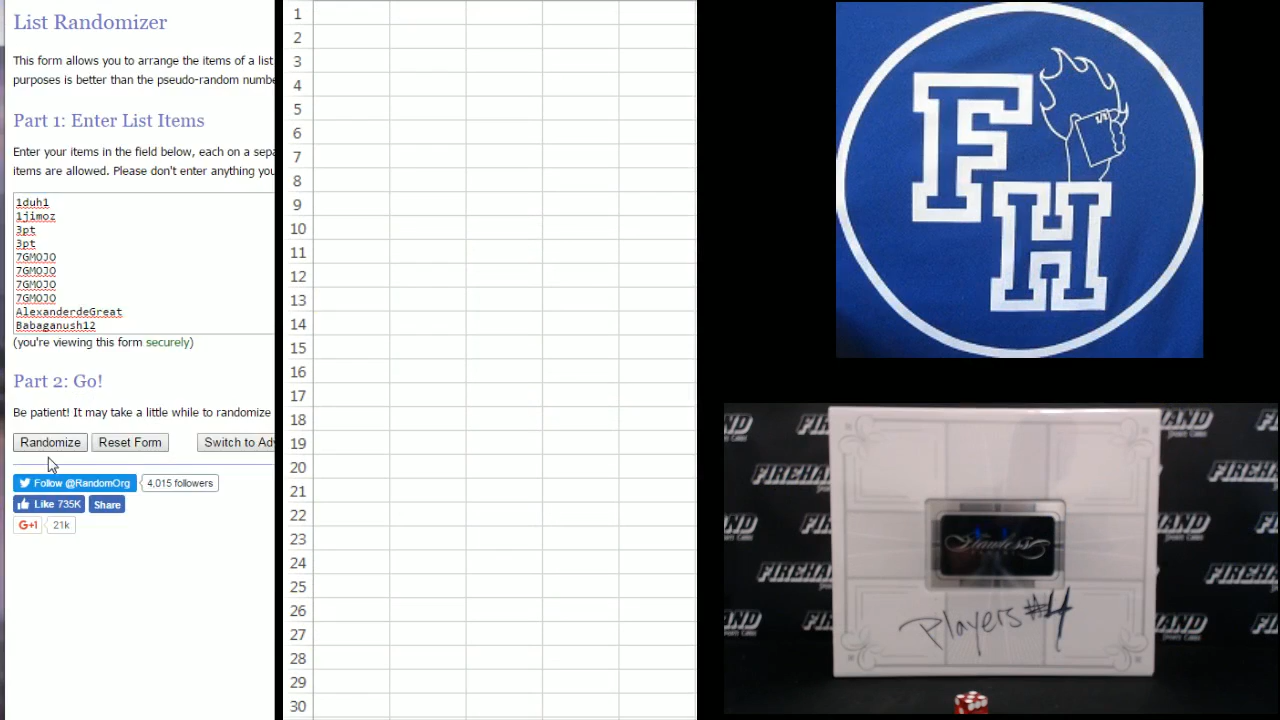 List Randomizer
This form allows you to arrange the items of a list
purposes is better than the pseudo-random numbe
Part 1: Enter List Items
Enter your items in the field below, each on a sepa
items are allowed. Please don't enter anything you
1duh1
1jimoz
3pt
3pt
7GMOJO
7GMOJO
7GMOJO
7GMOJO
AlexanderdeGreat
Babaganush12
(you're viewing this form securely)
Part 2: Go!
Be patient! It may take a little while to randomize
Randomize Reset Form Switch to Adv
Follow @RandomOrg 4,015 followers
Like 735K Share
G+1 21k
1
2
3
4
5
6
7
8
9
10
11
12
13
14
15
16
17
18
19
20
21
22
23
24
25
26
27
28
29
30
FH
1/1
FIREHAND
Flawless
Players #4